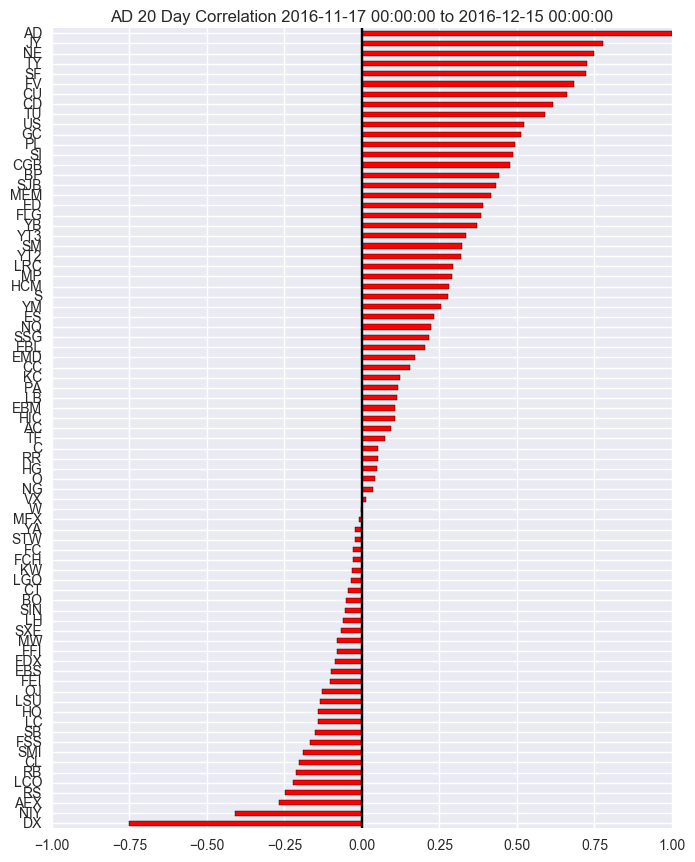 AD 20 Day Correlation 2016-11-17 00:00:00 to 2016-12-15 00:00:00
AD
JY
NE
TY
SF
FV
CU
CD
TU
US
GC
PL
SI
CGB
BP
SJB
MEM
ED
FLG
YB
YT3
SM
YT2
LRC
MP
HCM
S
YM
ES
NQ
SSG
EBL
EMD
CC
KC
PA
LB
EBM
HIC
AC
TF
C
RR
HG
O
NG
VX
W
MFX
YA
STW
FC
FCH
KW
LGO
CT
BO
SIN
LH
SXE
MW
FDX
EBS
FEI
OJ
LSU
HO
LC
SB
FSS
SMI
CL
RB
LCO
RS
AEX
NIY
DX
−1.00 −0.75 −0.50 −0.25 0.00 0.25 0.50 0.75 1.00